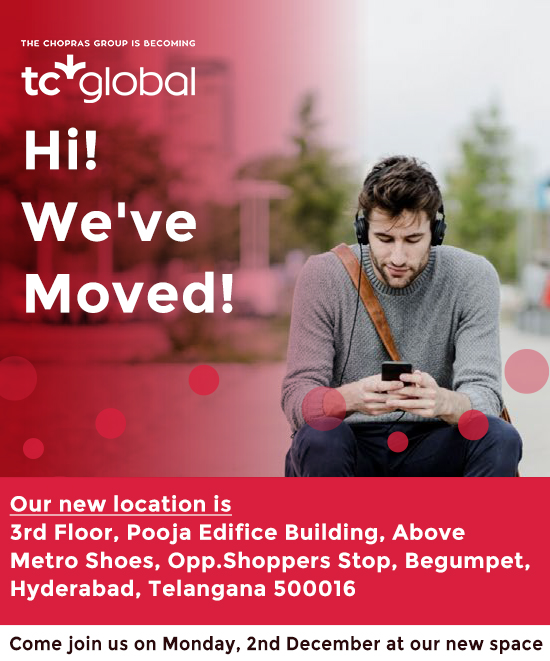 THE CHOPRAS GROUP IS BECOMING
tc global
Hi!
We've
Moved!
Our new location is
3rd Floor, Pooja Edifice Building, Above
Metro Shoes, Opp.Shoppers Stop, Begumpet,
Hyderabad, Telangana 500016
Come join us on Monday, 2nd December at our new space